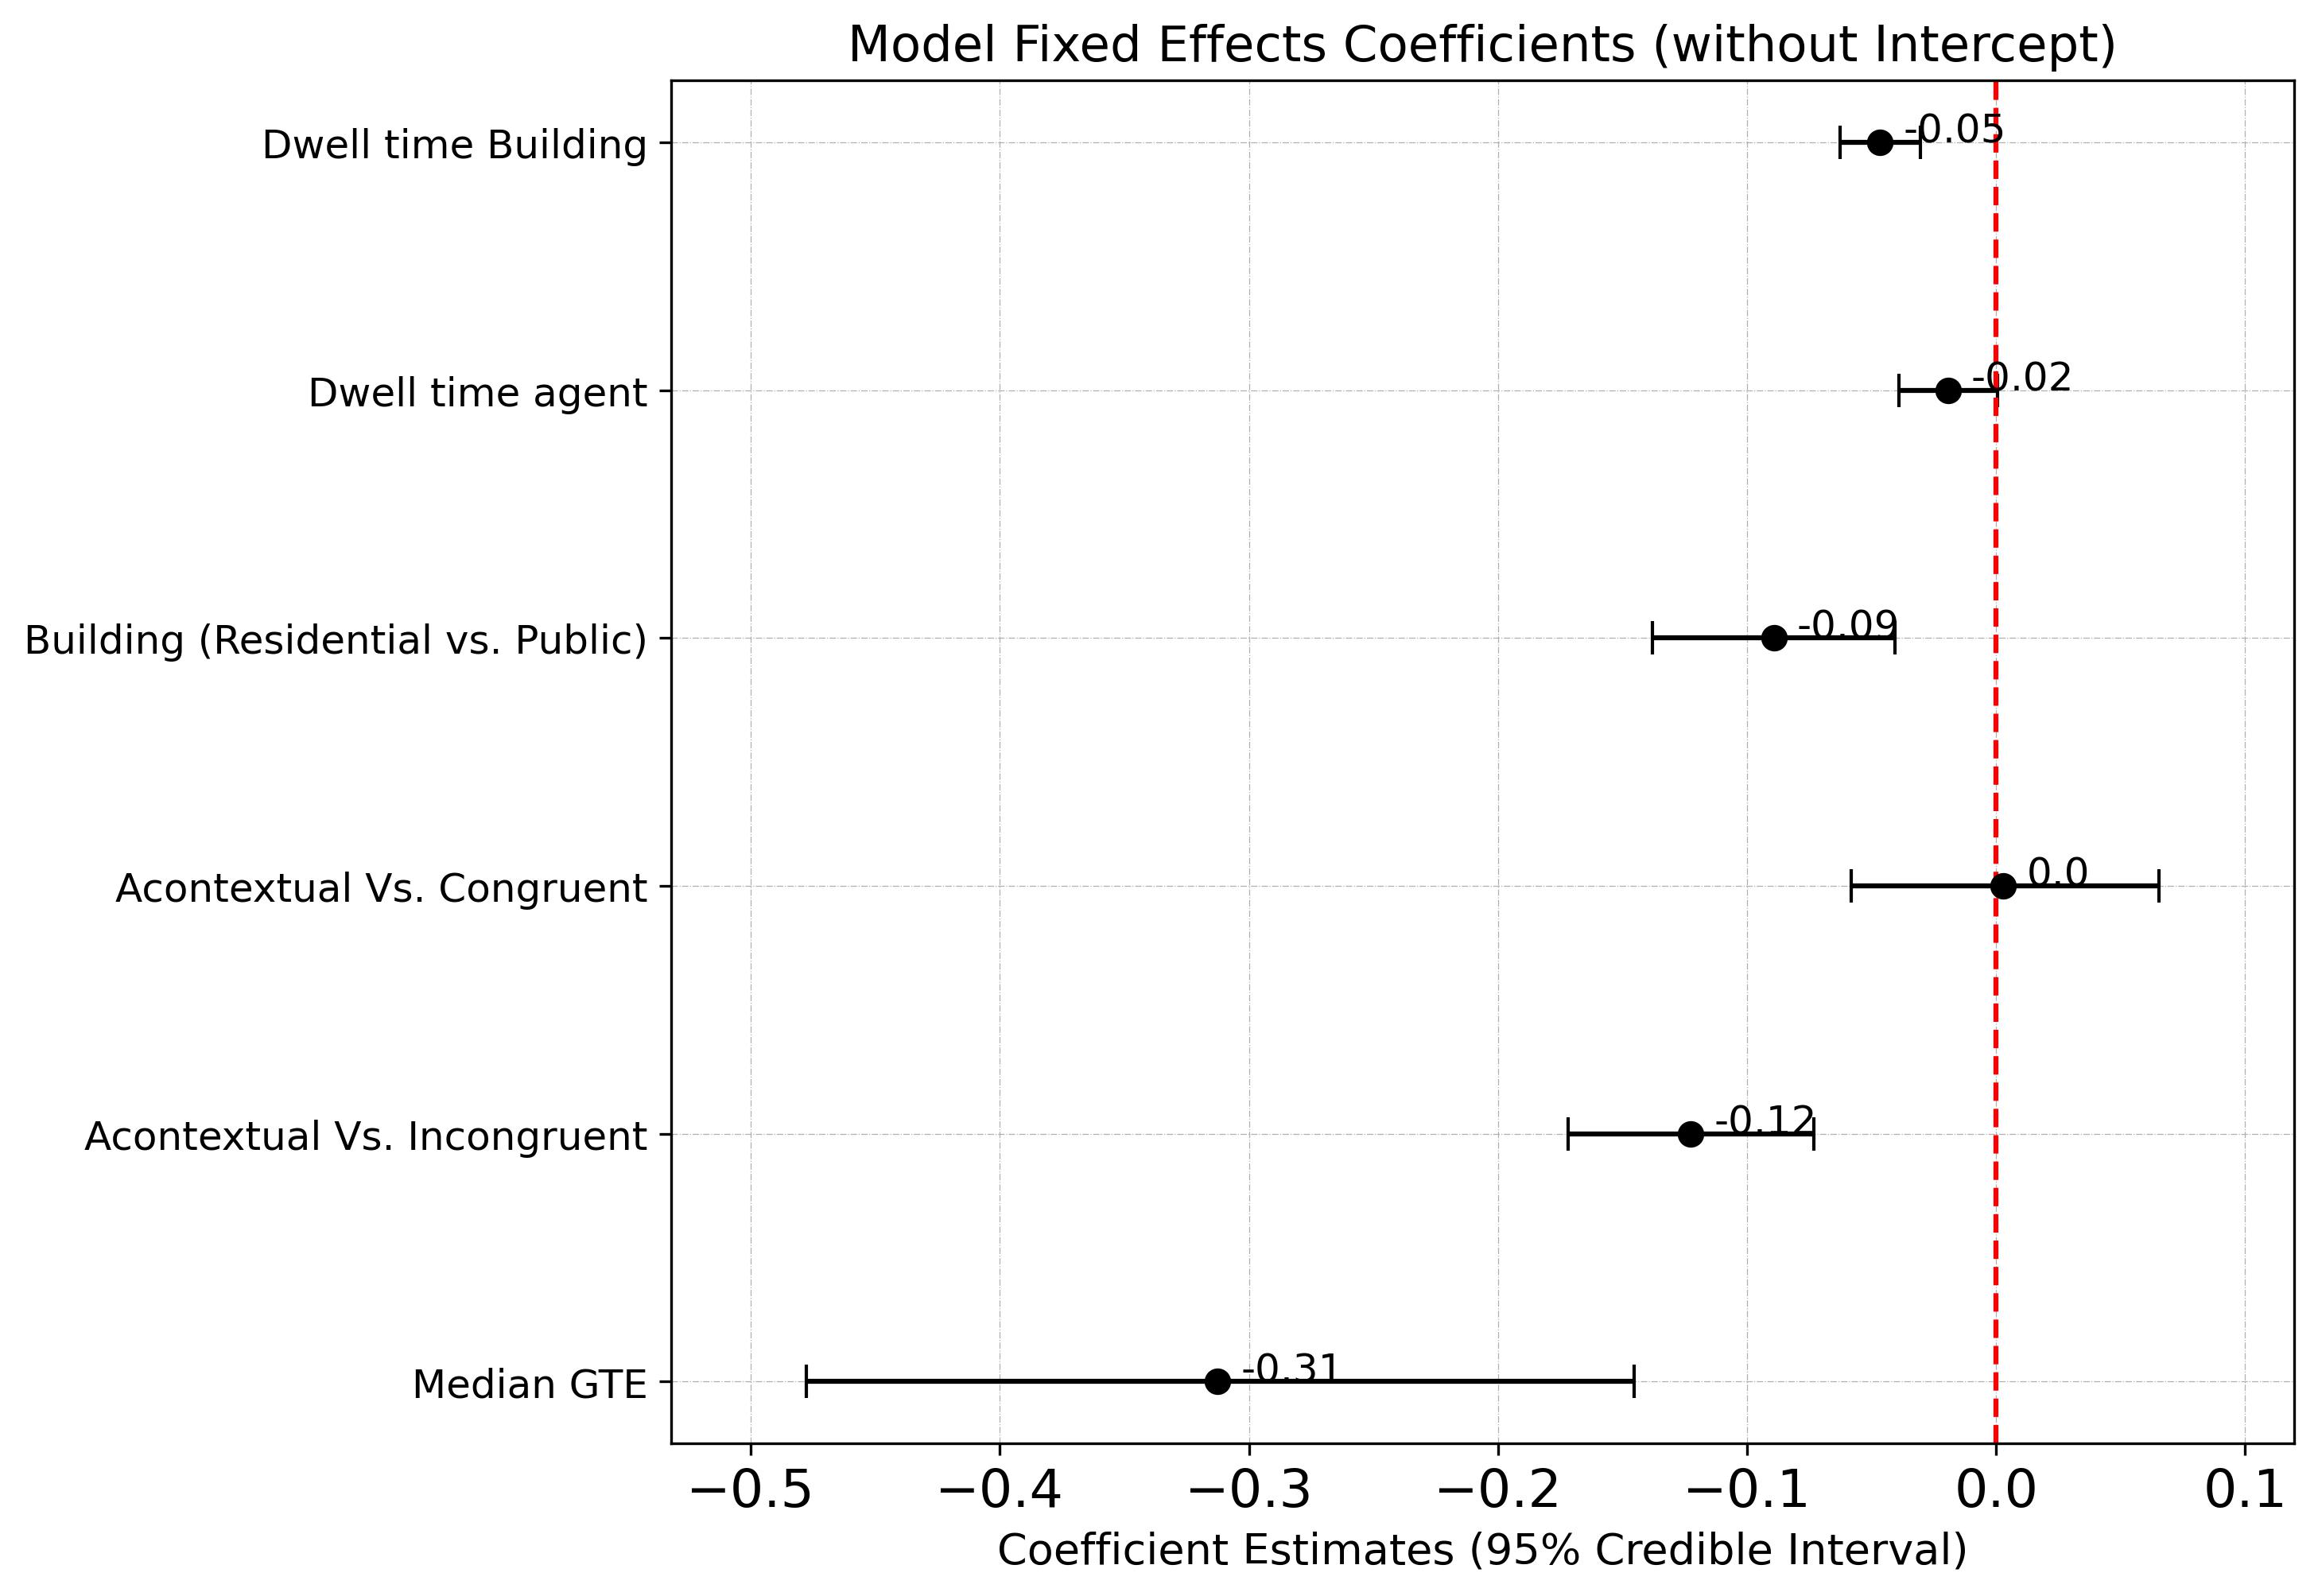 Model Fixed Effects Coefficients (without Intercept)
Dwell time Building
-0.05
Dwell time agent
-0.02
Building (Residential vs. Public)
-0.09
Acontextual Vs. Congruent
0.0
Acontextual Vs. Incongruent
-0.12
Median GTE
-0.31
−0.5 −0.4 −0.3 −0.2 −0.1 0.0 0.1
Coefficient Estimates (95% Credible Interval)